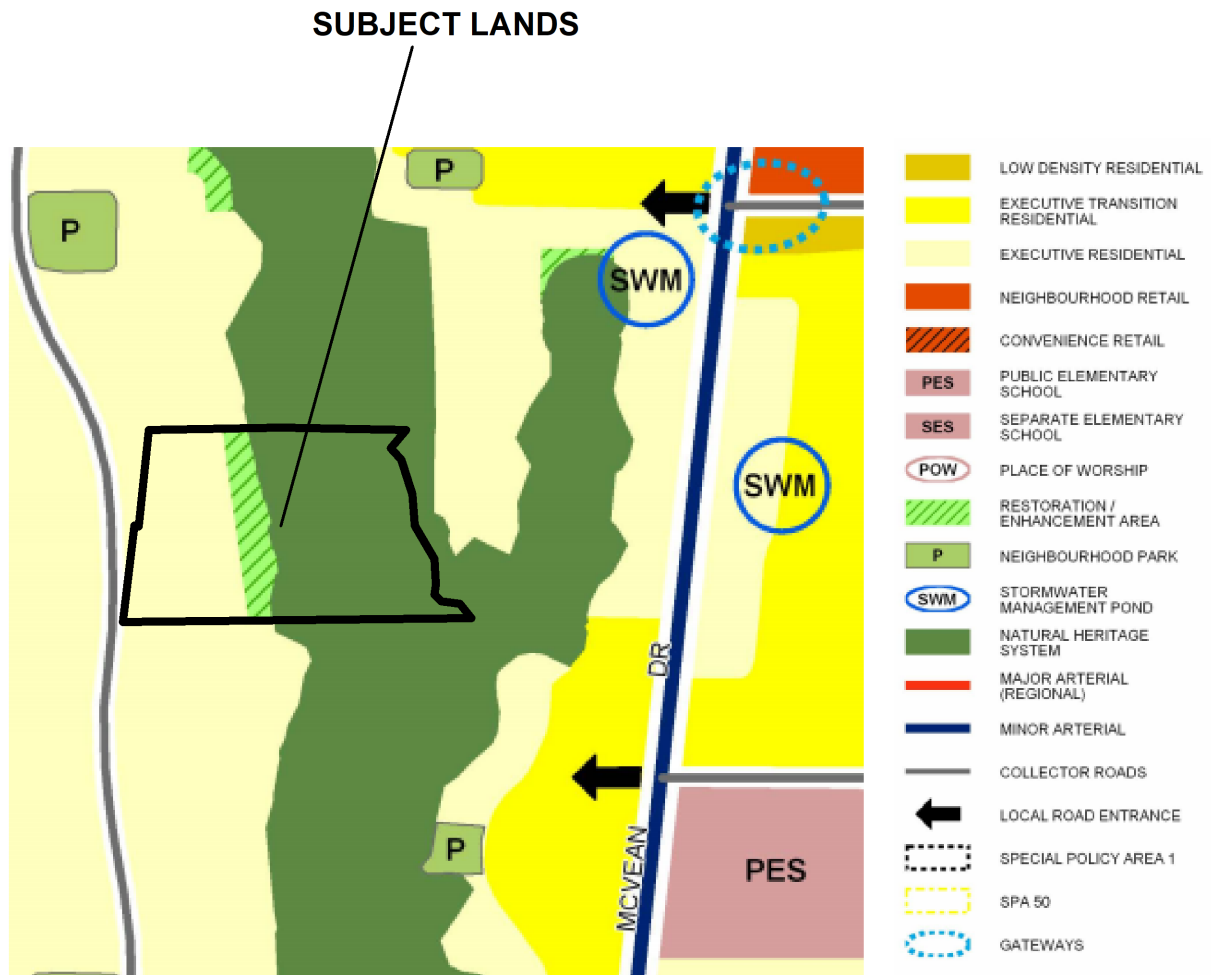 SUBJECT LANDS
P
P
SWM
SWM
DR
MCVEAN
P
PES
LOW DENSITY RESIDENTIAL
EXECUTIVE TRANSITION
RESIDENTIAL
EXECUTIVE RESIDENTIAL
NEIGHBOURHOOD RETAIL
CONVENIENCE RETAIL
PES
PUBLIC ELEMENTARY
SCHOOL
SES
SEPARATE ELEMENTARY
SCHOOL
POW
PLACE OF WORSHIP
RESTORATION /
ENHANCEMENT AREA
P
NEIGHBOURHOOD PARK
SWM
STORMWATER
MANAGEMENT POND
NATURAL HERITAGE
SYSTEM
MAJOR ARTERIAL
(REGIONAL)
MINOR ARTERIAL
COLLECTOR ROADS
LOCAL ROAD ENTRANCE
SPECIAL POLICY AREA 1
SPA 50
GATEWAYS